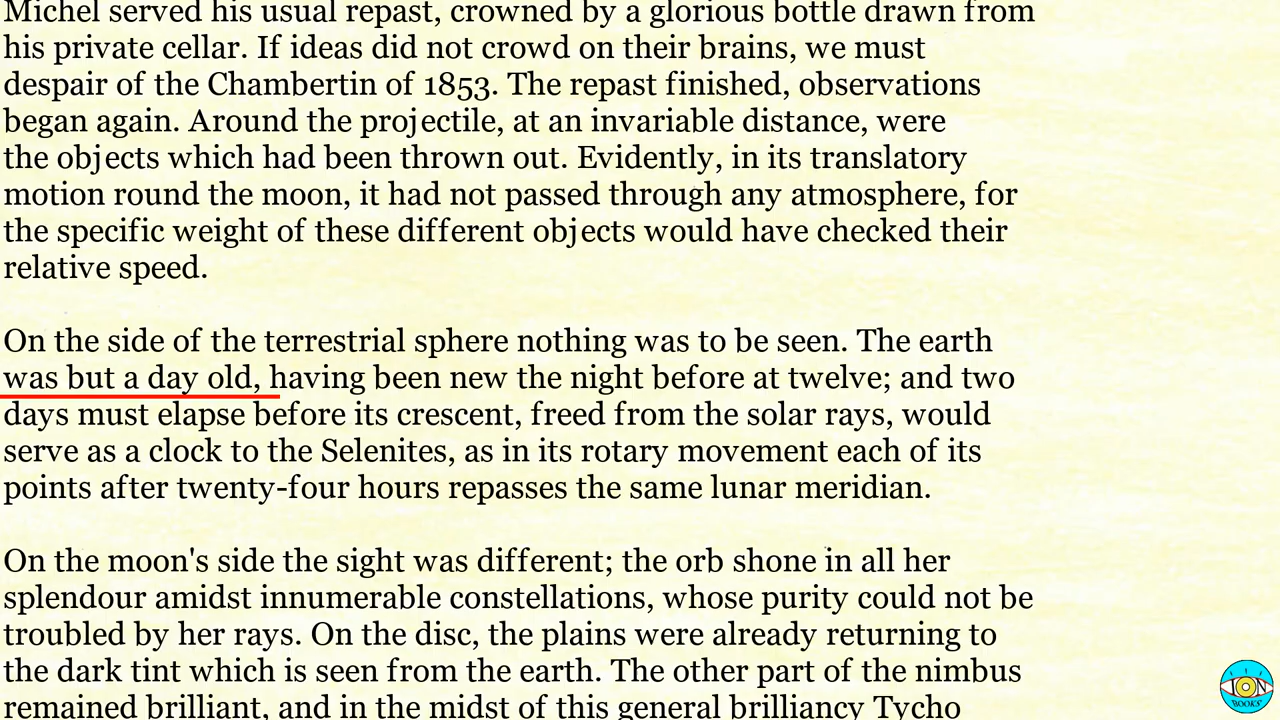 Michel served his usual repast, crowned by a glorious bottle drawn from
his private cellar. If ideas did not crowd on their brains, we must
despair of the Chambertin of 1853. The repast finished, observations
began again. Around the projectile, at an invariable distance, were
the objects which had been thrown out. Evidently, in its translatory
motion round the moon, it had not passed through any atmosphere, for
the specific weight of these different objects would have checked their
relative speed.
On the side of the terrestrial sphere nothing was to be seen. The earth
was but a day old, having been new the night before at twelve; and two
days must elapse before its crescent, freed from the solar rays, would
serve as a clock to the Selenites, as in its rotary movement each of its
points after twenty-four hours repasses the same lunar meridian.
On the moon's side the sight was different; the orb shone in all her
splendour amidst innumerable constellations, whose purity could not be
troubled by her rays. On the disc, the plains were already returning to
the dark tint which is seen from the earth. The other part of the nimbus
remained brilliant, and in the midst of this general brilliancy Tycho
ION
BOOKS